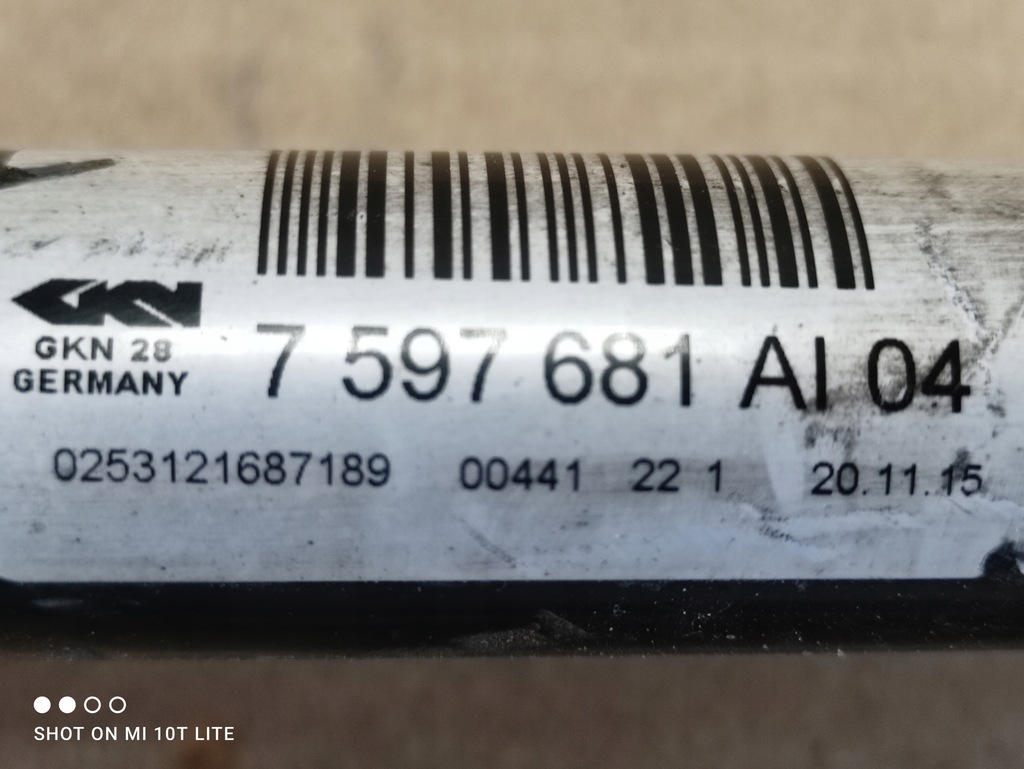 GKN
GKN 28
GERMANY
7 597 681 AI 04
0253121687189 00441 22 1 20.11.15
SHOT ON MI 10T LITE